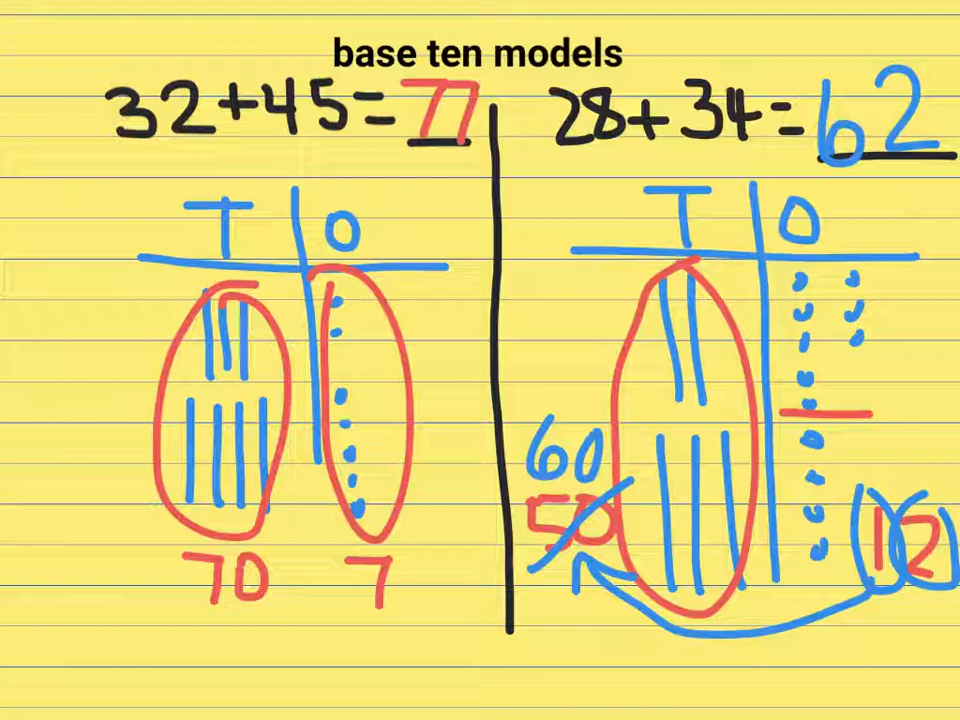 base ten models
32+45=77
28+34=62
T O
70 7
T O
60
50
12